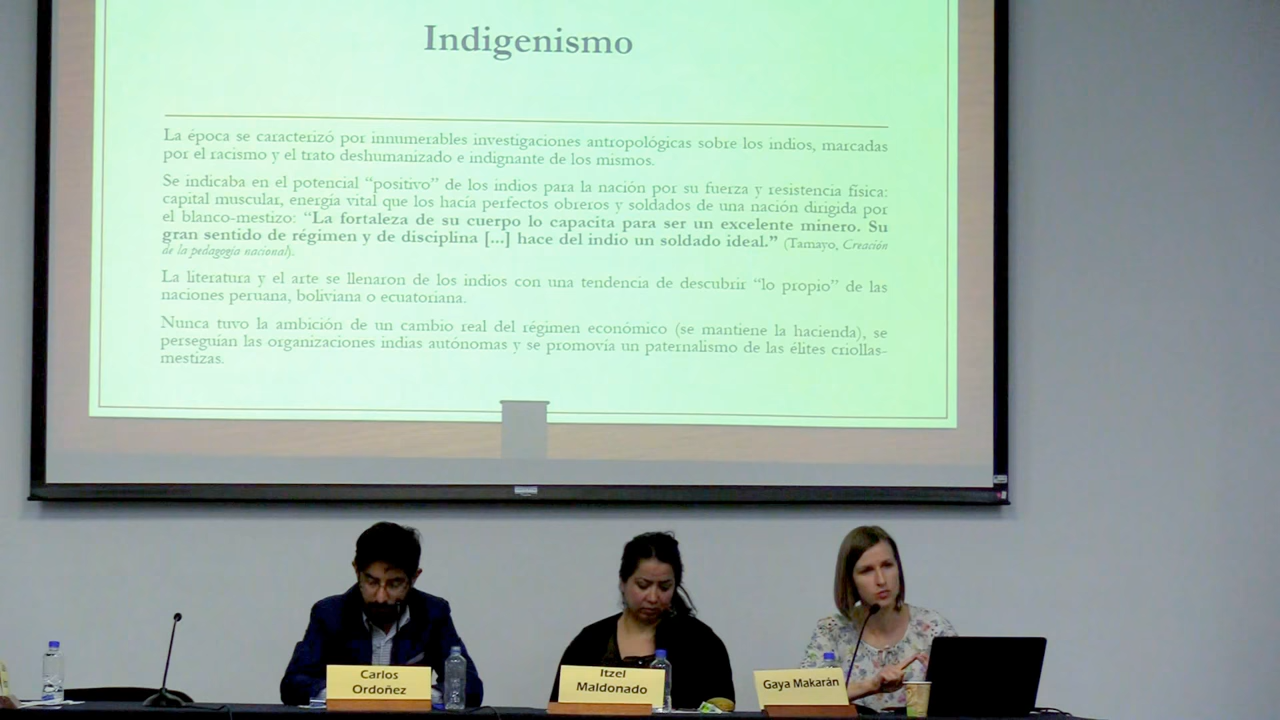 Indigenismo
La época se caracterizó por innumerables investigaciones antropológicas sobre los indios, marcadas
por el racismo y el trato deshumanizado e indignante de los mismos.
Se indicaba en el potencial “positivo” de los indios para la nación por su fuerza y resistencia física:
capital muscular, energía vital que los hacía perfectos obreros y soldados de una nación dirigida por
el blanco-mestizo: “La fortaleza de su cuerpo lo capacita para ser un excelente minero. Su
gran sentido de régimen y de disciplina [...] hace del indio un soldado ideal.” (Tamayo, Creación
de la pedagogía nacional).
La literatura y el arte se llenaron de los indios con una tendencia de descubrir “lo propio” de las
naciones peruana, boliviana o ecuatoriana.
Nunca tuvo la ambición de un cambio real del régimen económico (se mantiene la hacienda), se
perseguían las organizaciones indias autónomas y se promovía un paternalismo de las élites criollas-
mestizas.
Carlos
Ordoñez
Itzel
Maldonado
Gaya Makarán